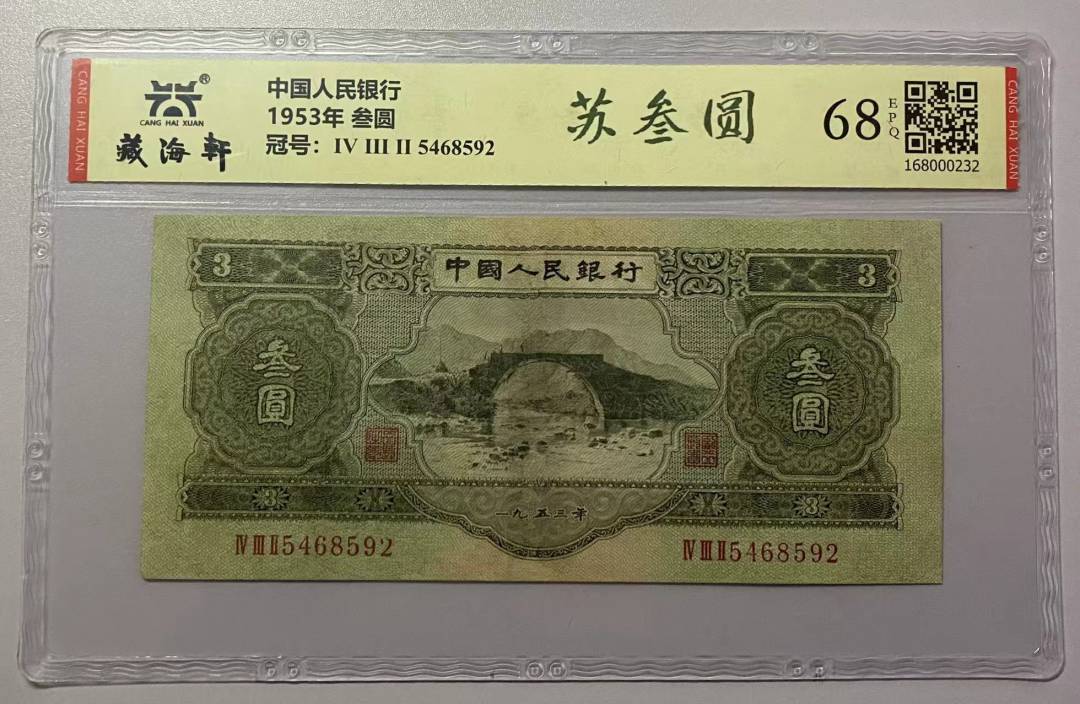 CANG HAI XUAN
CANG HAI XUAN
藏海轩
中国人民银行
1953年 叁圆
冠号: IV III II 5468592
苏叁圆
68
EPQ
168000232
CANG HAI XUAN
3
中國人民銀行
3
叁圓
叁圓
3
一九五三年
3
IV III II 5468592
IV III II 5468592